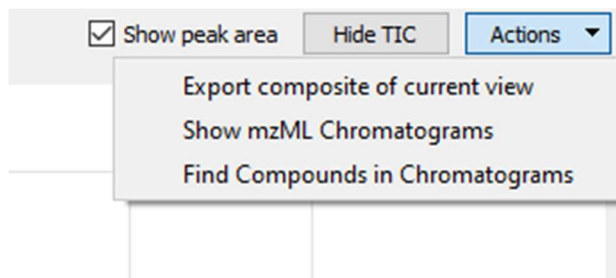 Show peak area Hide TIC Actions
Export composite of current view
Show mzML Chromatograms
Find Compounds in Chromatograms